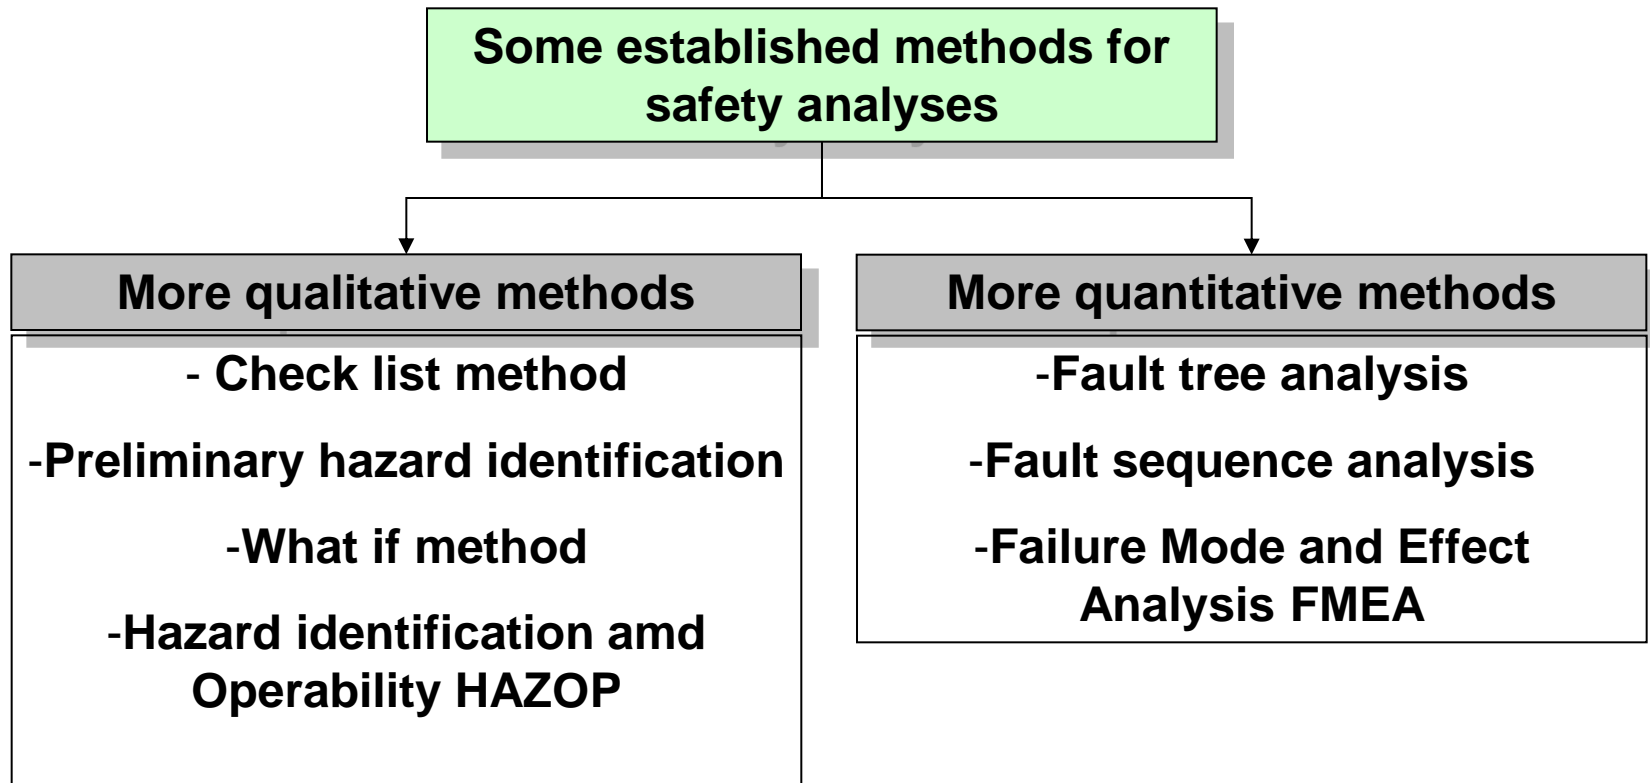 Some established methods for
safety analyses
More qualitative methods
- Check list method
-Preliminary hazard identification
-What if method
-Hazard identification amd
Operability HAZOP
More quantitative methods
-Fault tree analysis
-Fault sequence analysis
-Failure Mode and Effect
Analysis FMEA